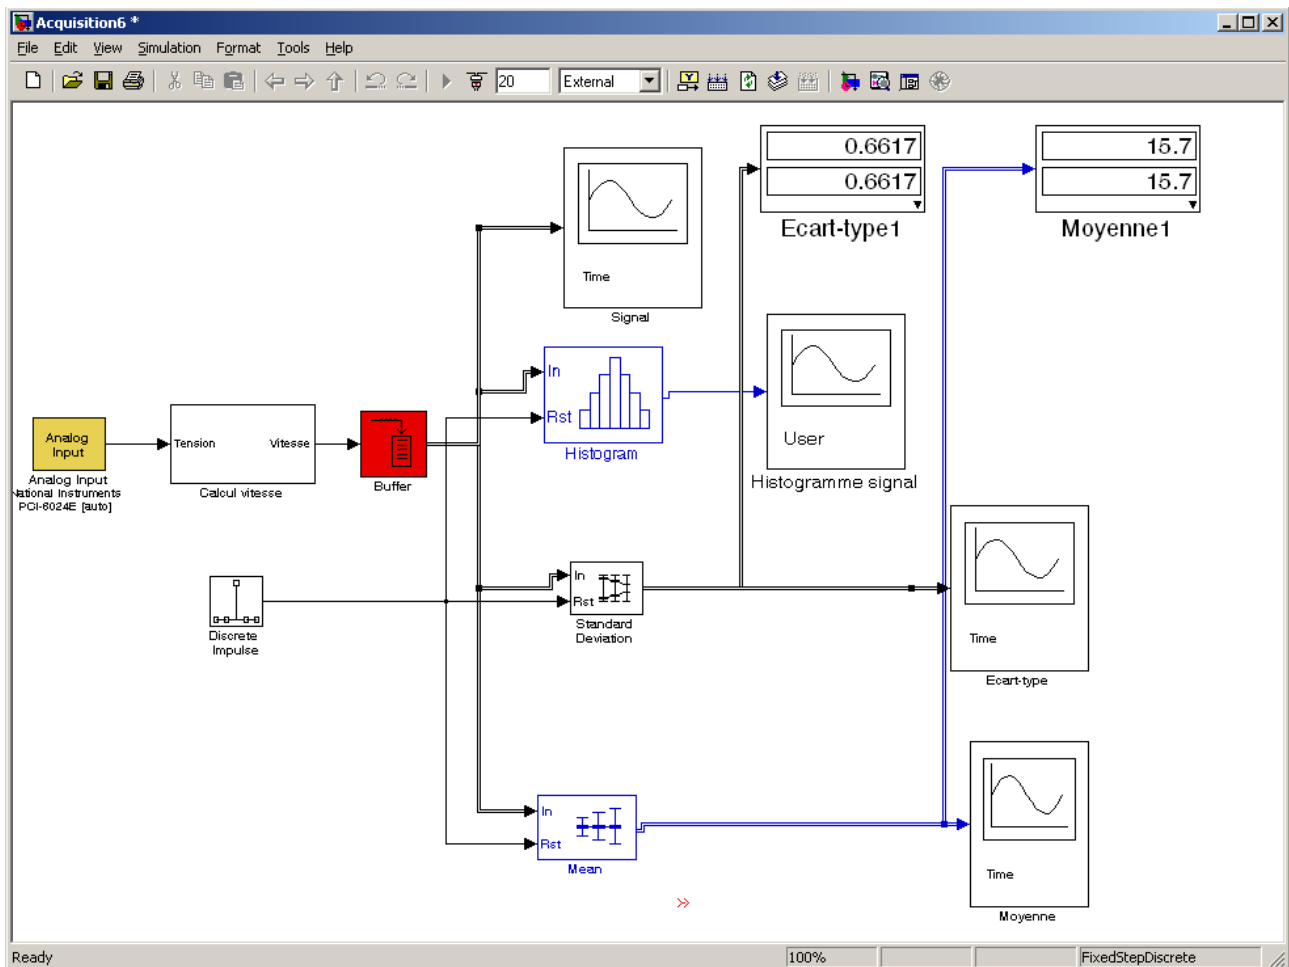 Acquisition6 *
File Edit View Simulation Format Tools Help
20 External
0.6617
0.6617
Ecart-type1
15.7
15.7
Moyenne1
Time
Signal
In
Rst
Histogram
User
Histogramme signal
Analog
Input
Analog Input
National Instruments
PCI-6024E [auto]
Tension Vitesse
Calcul vitesse
Buffer
Discrete
Impulse
In
Rst
Standard
Deviation
Time
Ecart-type
In
Rst
Mean
Time
Moyenne
Ready 100% FixedStepDiscrete